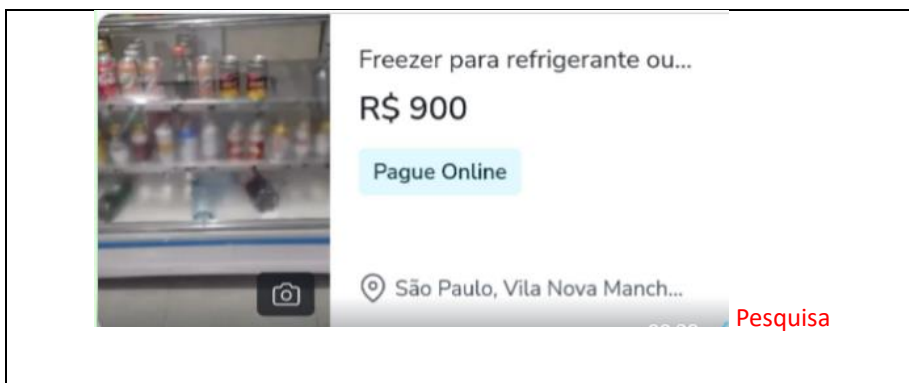 Freezer para refrigerante ou...
R$ 900
Pague Online
São Paulo, Vila Nova Manch...
Pesquisa